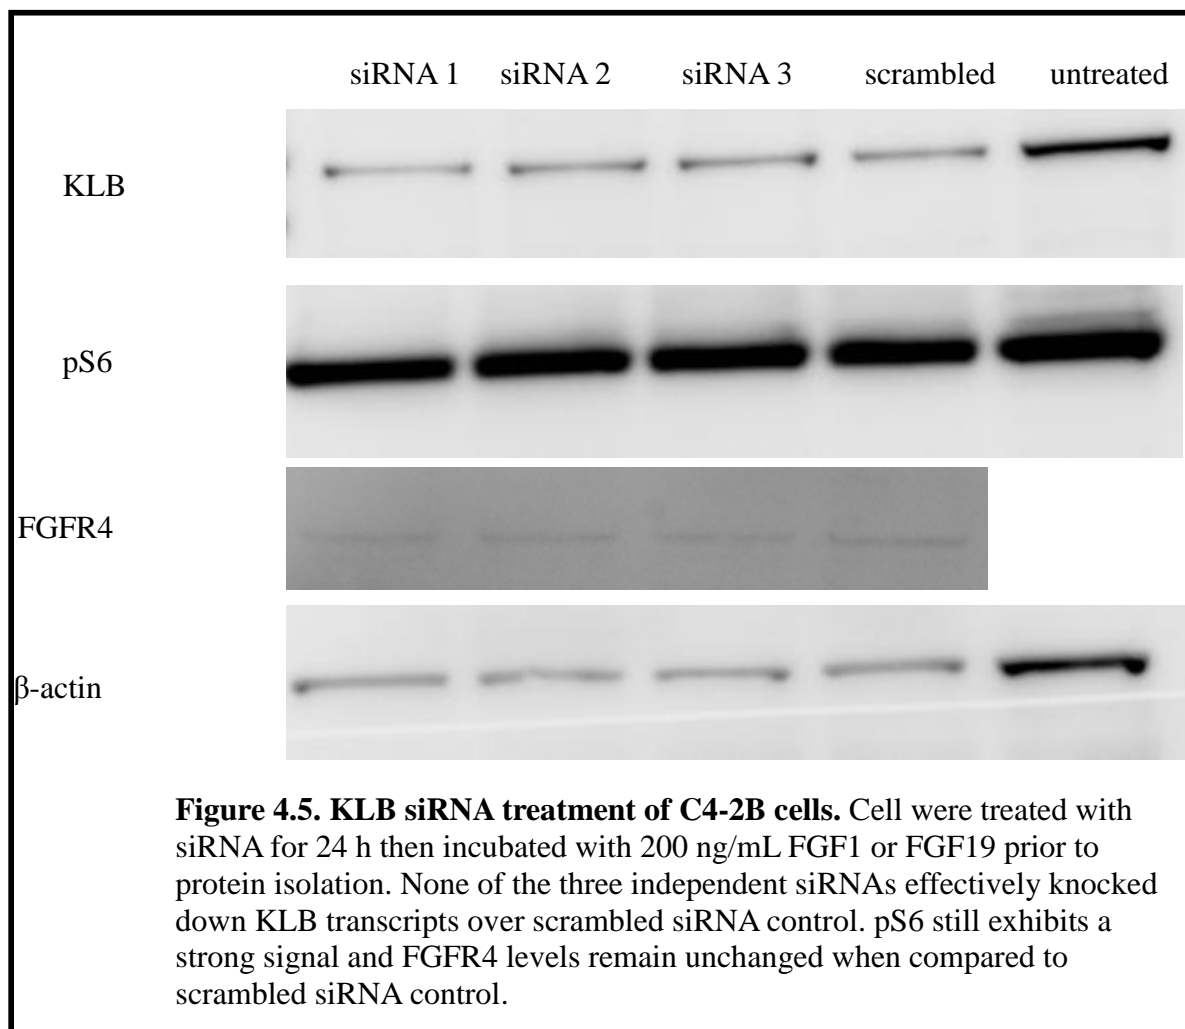 siRNA 1 siRNA 2 siRNA 3 scrambled untreated
KLB
pS6
FGFR4
β-actin
Figure 4.5. KLB siRNA treatment of C4-2B cells. Cell were treated with
siRNA for 24 h then incubated with 200 ng/mL FGF1 or FGF19 prior to
protein isolation. None of the three independent siRNAs effectively knocked
down KLB transcripts over scrambled siRNA control. pS6 still exhibits a
strong signal and FGFR4 levels remain unchanged when compared to
scrambled siRNA control.